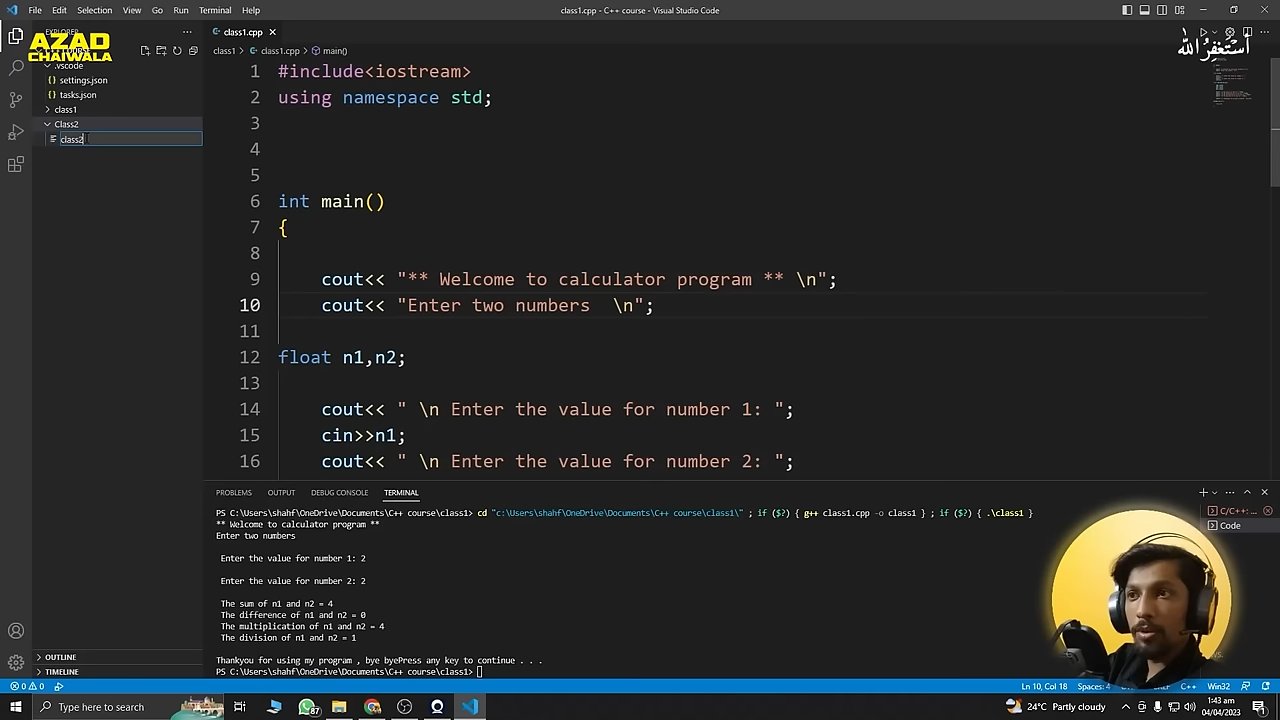 File Edit Selection View Go Run Terminal Help
class1.cpp - C++ course - Visual Studio Code
EXPLORER
AZAD
CHAIWALA
.vscode
settings.json
tasks.json
class1
Class2
class2
OUTLINE
TIMELINE
class1.cpp
class1 > class1.cpp > main()
أستغفر الله
1 #include<iostream>
2 using namespace std;
3
4
5
6 int main()
7 {
8
9 cout<< "** Welcome to calculator program ** \n";
10 cout<< "Enter two numbers  \n";
11
12 float n1,n2;
13
14 cout<< " \n Enter the value for number 1: ";
15 cin>>n1;
16 cout<< " \n Enter the value for number 2: ";
PROBLEMS OUTPUT DEBUG CONSOLE TERMINAL
PS C:\Users\shahf\OneDrive\Documents\C++ course\class1> cd "c:\Users\shahf\OneDrive\Documents\C++ course\class1\" ; if ($?) { g++ class1.cpp -o class1 } ; if ($?) { .\class1 }
** Welcome to calculator program **
Enter two numbers
Enter the value for number 1: 2
Enter the value for number 2: 2
The sum of n1 and n2 = 4
The difference of n1 and n2 = 0
The multiplication of n1 and n2 = 4
The division of n1 and n2 = 1
Thankyou for using my program , bye byePress any key to continue . . .
PS C:\Users\shahf\OneDrive\Documents\C++ course\class1>
C/C++: ...
Code
0 0
Ln 10, Col 18 Spaces: 4 C++ Win32
Type here to search
87
24°C Partly cloudy
1:43 am
04/04/2023